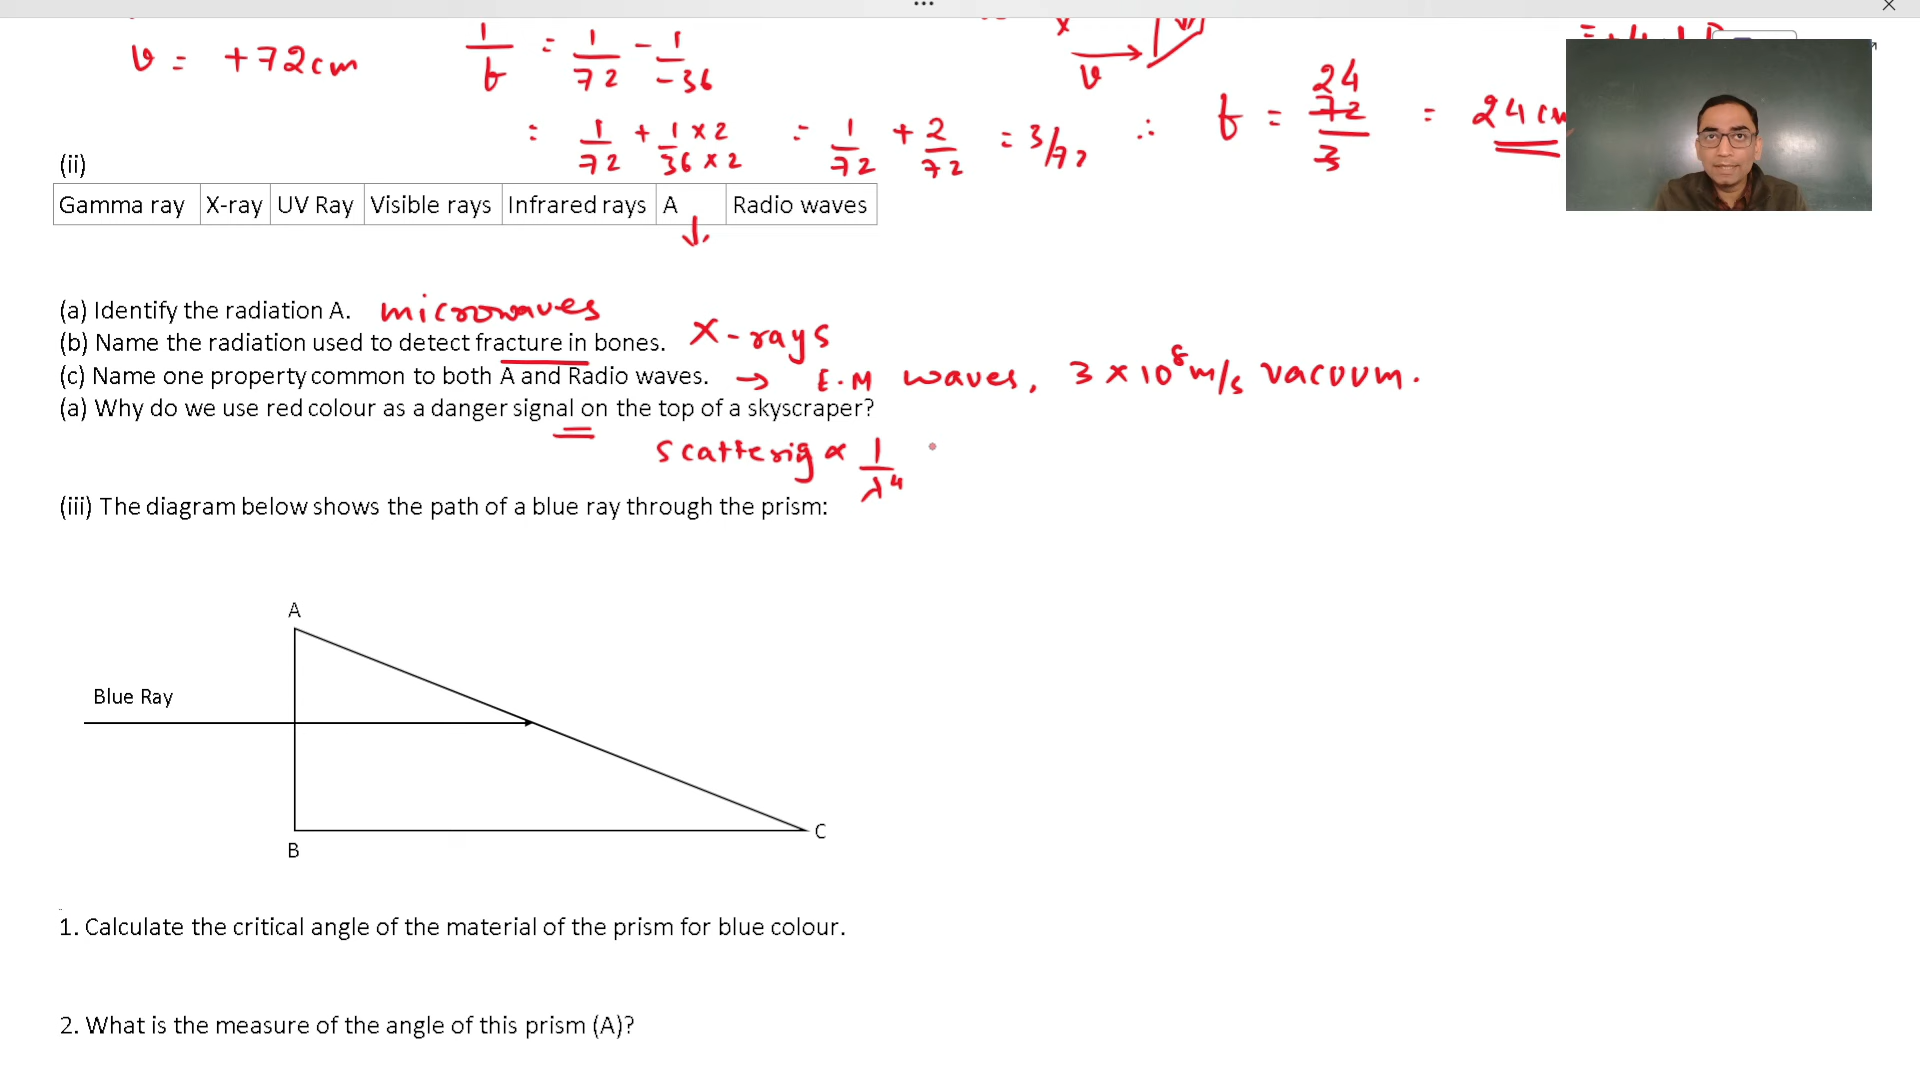 v = +72cm 1/f = 1/72 - 1/-36
= 1/72 + 1×2/36×2 = 1/72 + 2/72 = 3/72 ∴ f = 72/3 24 = 24 cm
(ii)
Gamma ray X-ray UV Ray Visible rays Infrared rays A Radio waves
(a) Identify the radiation A. microwaves
(b) Name the radiation used to detect fracture in bones. X-rays
(c) Name one property common to both A and Radio waves. → E.M waves, 3×10⁸m/s vacuum.
(a) Why do we use red colour as a danger signal on the top of a skyscraper?
scatterig ∝ 1/λ⁴
(iii) The diagram below shows the path of a blue ray through the prism:
A
Blue Ray
C
B
1. Calculate the critical angle of the material of the prism for blue colour.
2. What is the measure of the angle of this prism (A)?